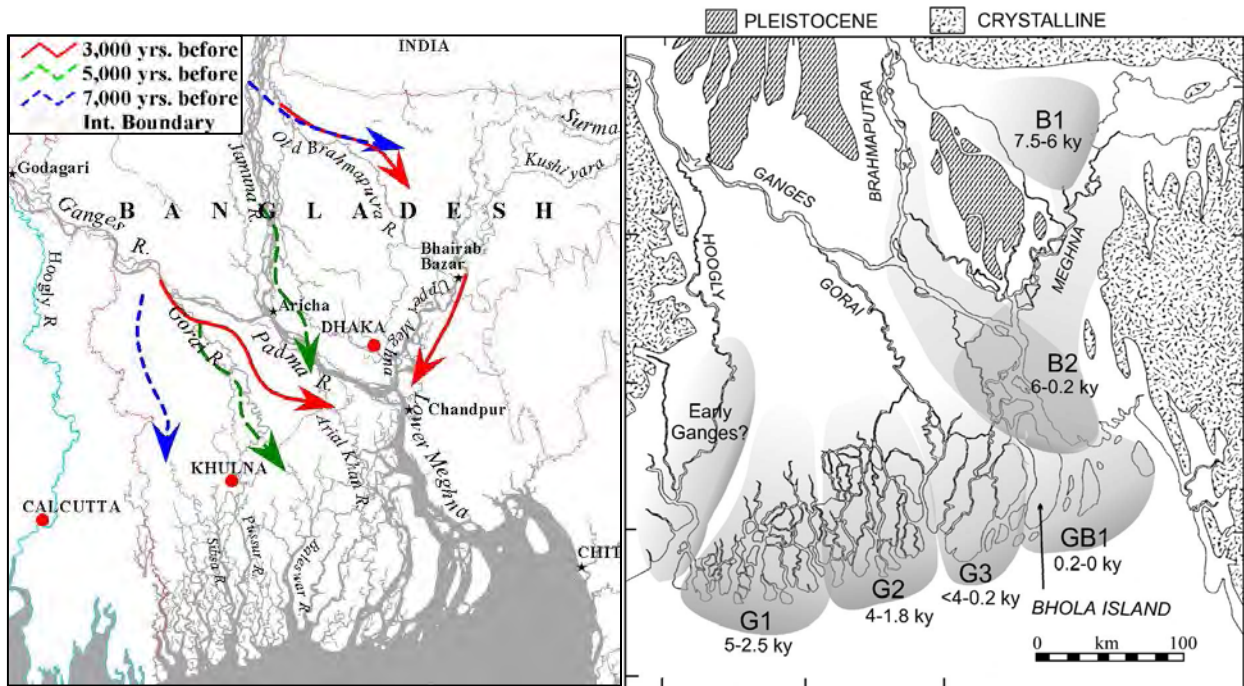 3,000 yrs. before
5,000 yrs. before
7,000 yrs. before
Int. Boundary
INDIA
Surma
Kushi'yara
Old Brahmaputra R.
Jamuna R.
Godagari
Ganges R.
BANGLADESH
Hoogly R
Bhairab
Bazar
Upper Meghna
Aricha
DHAKA
Padma R.
Gorai R.
Chandpur
Lower Meghna
Arial Khan R.
KHULNA
CALCUTTA
Sibsa R.
Pussur R.
Baleswar R.
CHIT
PLEISTOCENE
CRYSTALLINE
B1
7.5-6 ky
BRAHMAPUTRA
GANGES
HOOGLY
GORAI
MEGHNA
B2
6-0.2 ky
Early
Ganges?
GB1
0.2-0 ky
G3
<4-0.2 ky
G2
4-1.8 ky
G1
5-2.5 ky
BHOLA ISLAND
0 km 100